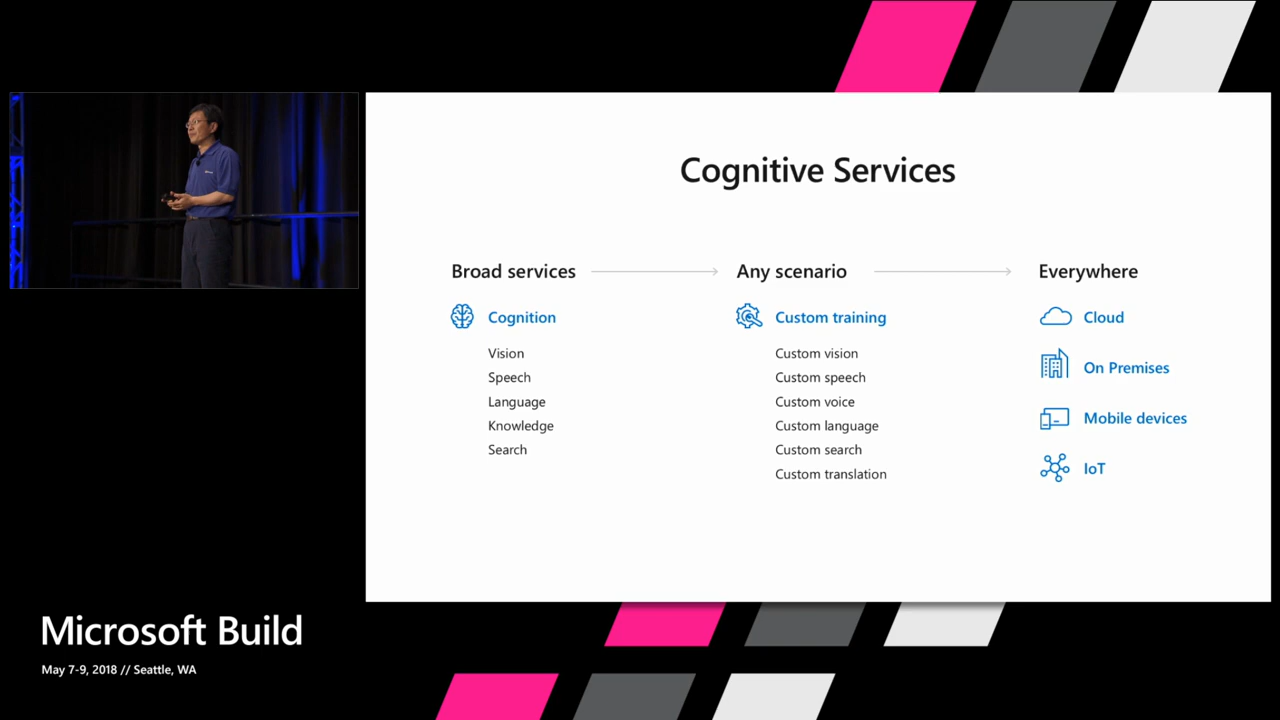 Cognitive Services
Broad services
Cognition
Vision
Speech
Language
Knowledge
Search
Any scenario
Custom training
Custom vision
Custom speech
Custom voice
Custom language
Custom search
Custom translation
Everywhere
Cloud
On Premises
Mobile devices
IoT
Microsoft Build
May 7-9, 2018 // Seattle, WA